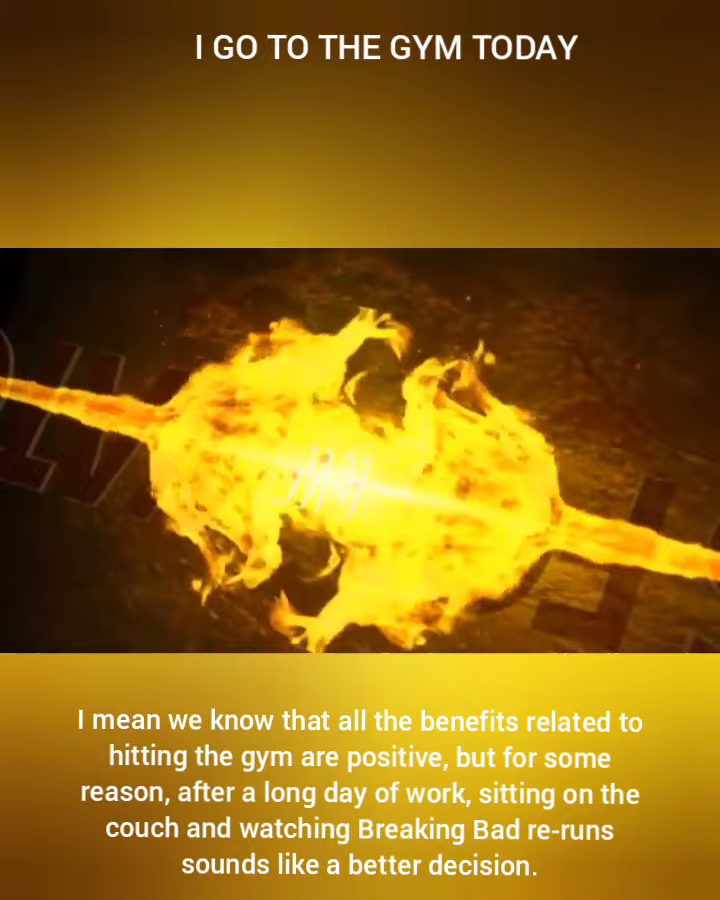 I GO TO THE GYM TODAY
I mean we know that all the benefits related to
hitting the gym are positive, but for some
reason, after a long day of work, sitting on the
couch and watching Breaking Bad re-runs
sounds like a better decision.